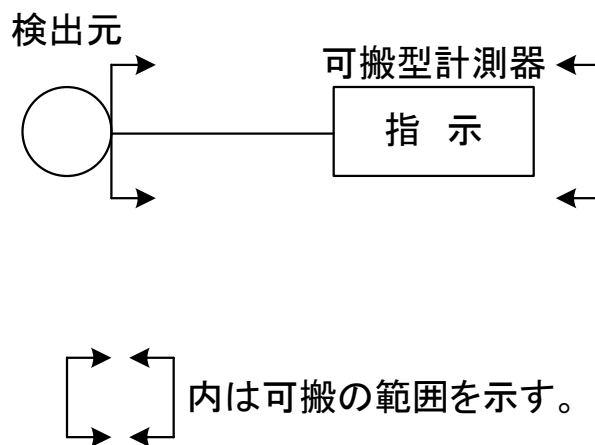 検出元
可搬型計測器
指 示
内は可搬の範囲を示す。